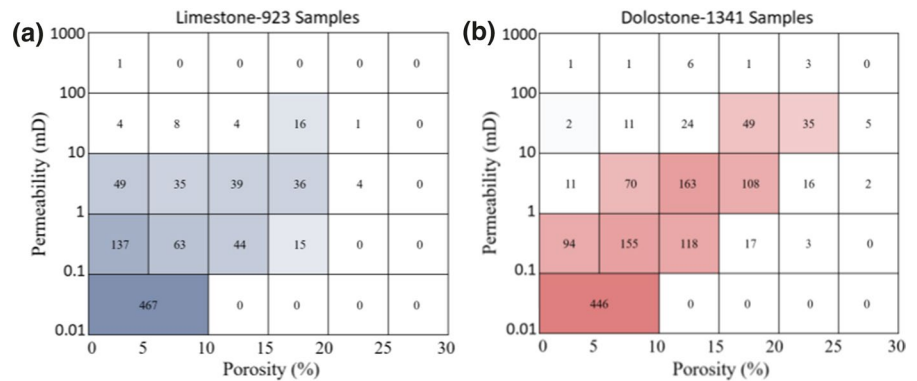 (a) Limestone-923 Samples
1000
1 0 0 0 0 0
100
4 8 4 16 1 0
10
49 35 39 36 4 0
1
137 63 44 15 0 0
0.1
467 0 0 0 0
0.01
0 5 10 15 20 25 30
Porosity (%)
Permeability (mD)
(b) Dolostone-1341 Samples
1000
1 1 6 1 3 0
100
2 11 24 49 35 5
10
11 70 163 108 16 2
1
94 155 118 17 3 0
0.1
446 0 0 0 0
0.01
0 5 10 15 20 25 30
Porosity (%)
Permeability (mD)